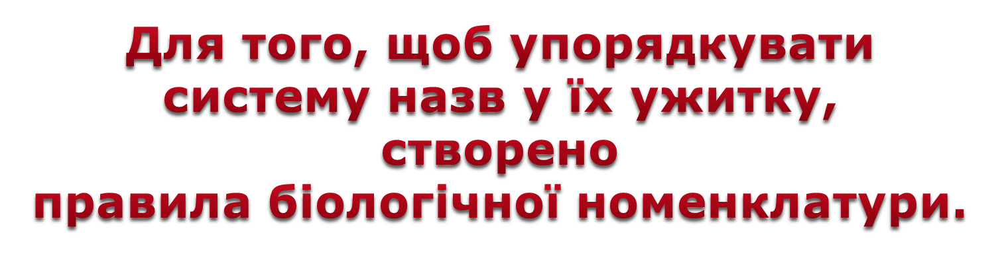 Для того, щоб упорядкувати
систему назв у їх ужитку,
створено
правила біологічної номенклатури.